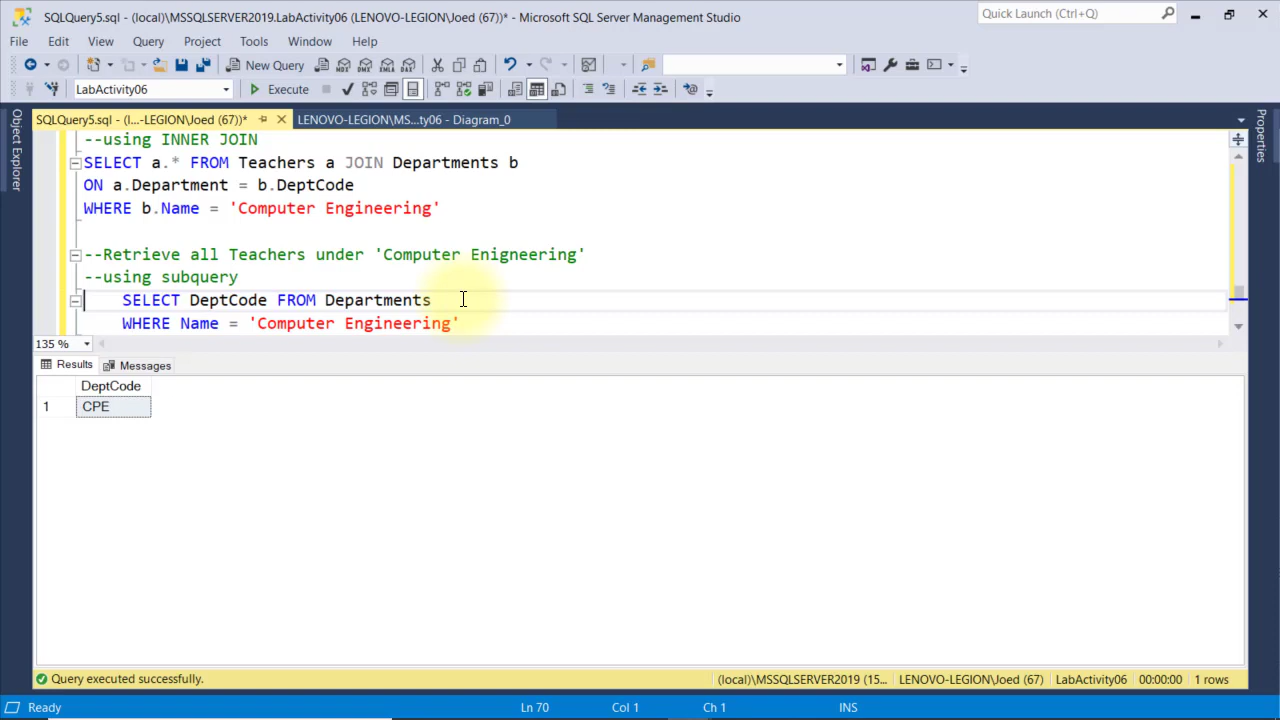 SQLQuery5.sql - (local)\MSSQLSERVER2019.LabActivity06 (LENOVO-LEGION\Joed (67))* - Microsoft SQL Server Management Studio
Quick Launch (Ctrl+Q)
File Edit View Query Project Tools Window Help
New Query
MDX DMX XMLA DAX
LabActivity06
Execute
SQLQuery5.sql - (l...-LEGION\Joed (67))*
LENOVO-LEGION\MS...ty06 - Diagram_0
Object Explorer
Properties
--using INNER JOIN
SELECT a.* FROM Teachers a JOIN Departments b
ON a.Department = b.DeptCode
WHERE b.Name = 'Computer Engineering'
--Retrieve all Teachers under 'Computer Enigneering'
--using subquery
SELECT DeptCode FROM Departments
WHERE Name = 'Computer Engineering'
135 %
Results Messages
DeptCode
1 CPE
Query executed successfully.
(local)\MSSQLSERVER2019 (15... LENOVO-LEGION\Joed (67) LabActivity06 00:00:00 1 rows
Ready Ln 70 Col 1 Ch 1 INS